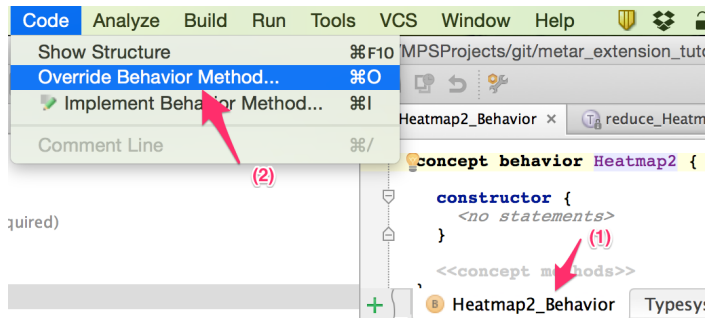 Code Analyze Build Run Tools VCS Window Help
Show Structure ⌘F10
/MPSProjects/git/metar_extension_tuto
Override Behavior Method... ⌘O
Implement Behavior Method... ⌘I
Heatmap2_Behavior × reduce_Heatm
Comment Line ⌘/
(2)
concept behavior Heatmap2 {
constructor {
<no statements>
quired)
}
(1)
<<concept methods>>
B Heatmap2_Behavior Typesy